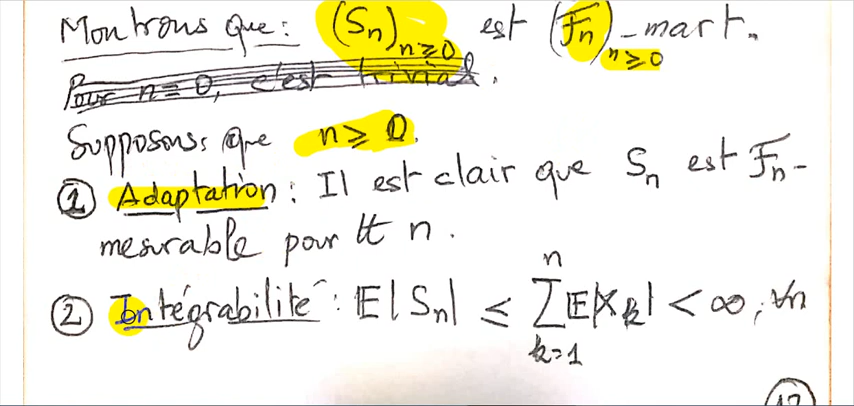 Montrons que: (Sn)n≥0 est (Fn)n≥0-mart.
Pour n=0, c'est trivial.
Supposons que n≥0.
① Adaptation: Il est clair que Sn est Fn-
mesurable pour tt n.
② Intégrabilité: E|Sn| ≤ ∑_{k=1}^{n} E|Xk| < ∞, ∀n